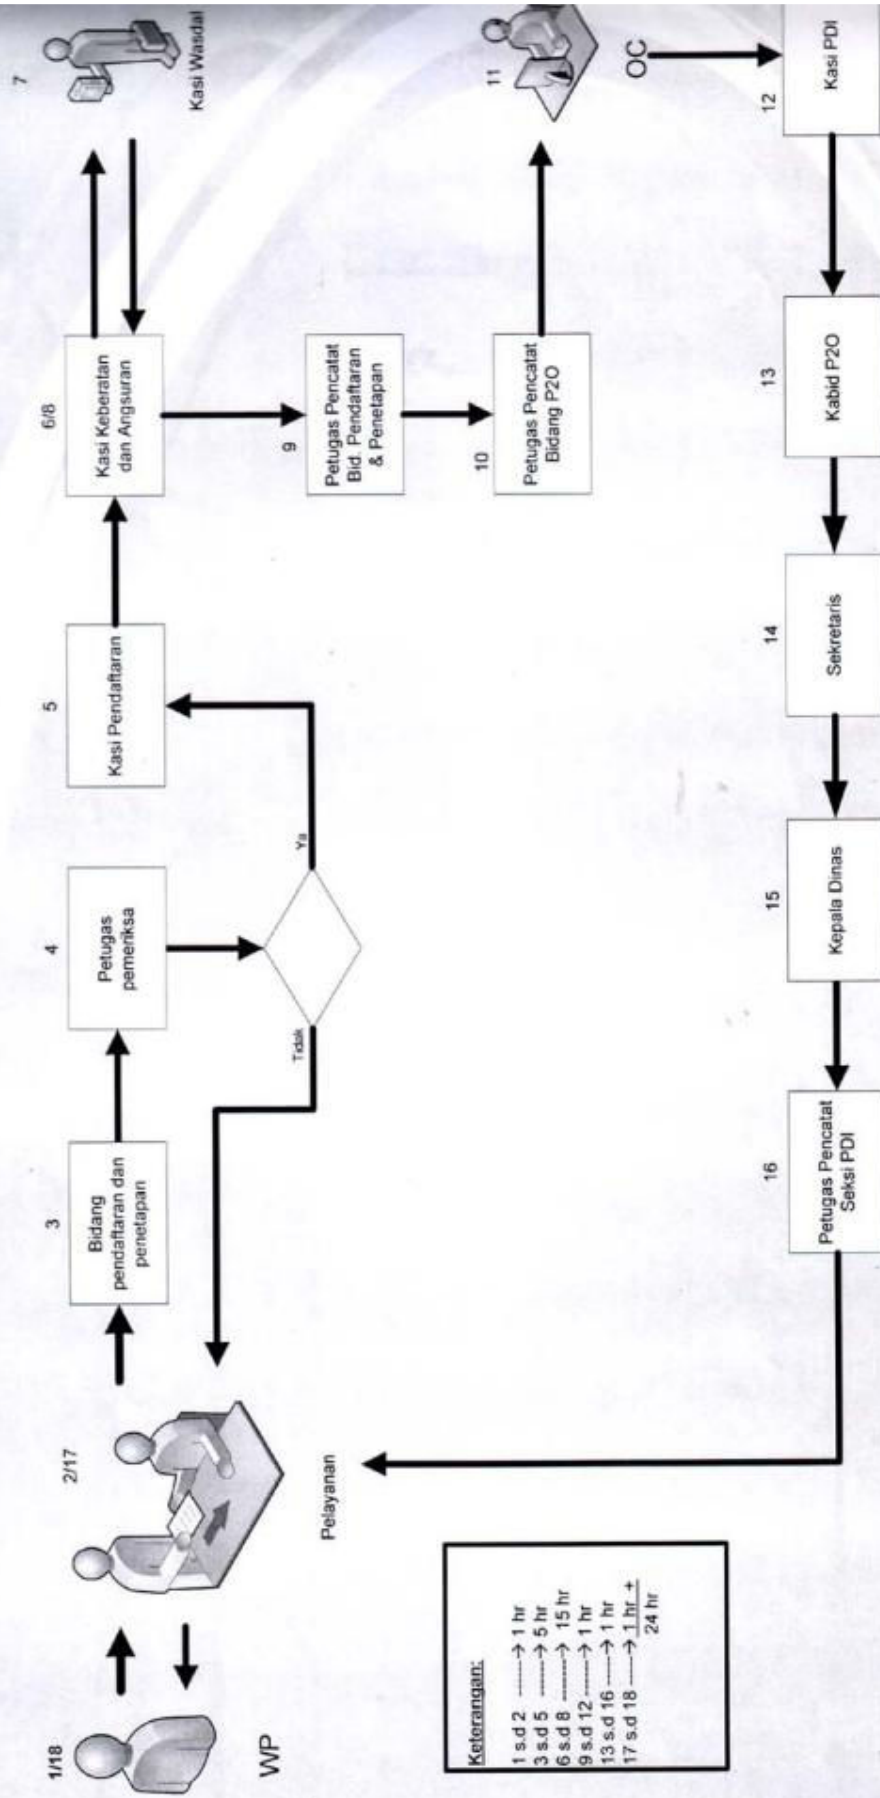 1/18
WP
2/17
Pelayanan
3
Bidang
pendaftaran dan
penetapan
4
Petugas
pemeriksa
Tidak
Ya
5
Kasi Pendaftaran
6/8
Kasi Keberatan
dan Angsuran
7
Kasi Wasdal
9
Petugas Pencatat
Bid. Pendaftaran
& Penetapan
10
Petugas Pencatat
Bidang P2O
11
OC
12
Kasi PDI
13
Kabid P2O
14
Sekretaris
15
Kepala Dinas
16
Petugas Pencatat
Seksi PDI
Keterangan:
1 s.d 2 ------→ 1 hr
3 s.d 5 ------→ 5 hr
6 s.d 8 -------→ 15 hr
9 s.d 12 -----→ 1 hr
13 s.d 16 ----→ 1 hr
17 s.d 18 ----→ 1 hr +
24 hr